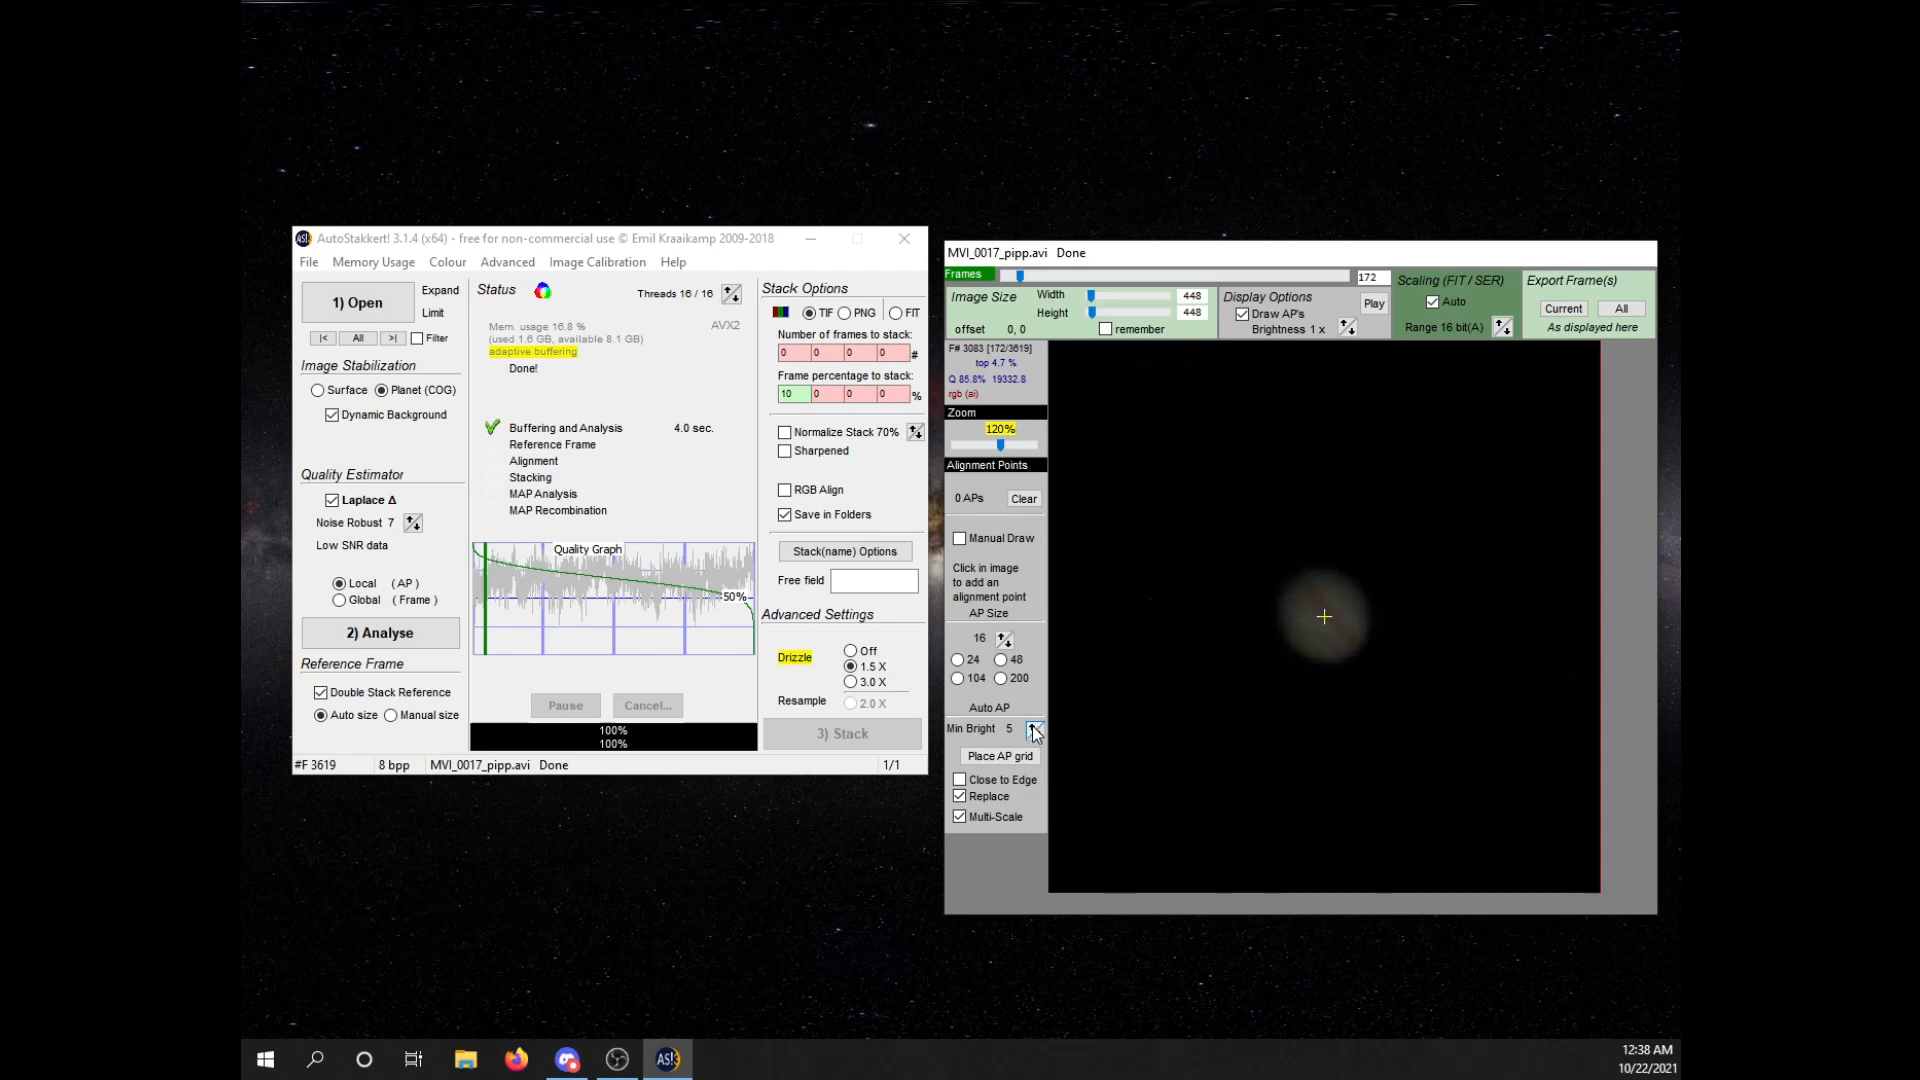 AutoStakkert! 3.1.4 (x64) - free for non-commercial use © Emil Kraaikamp 2009-2018
File Memory Usage Colour Advanced Image Calibration Help
1) Open
Expand
Limit
|< All >| Filter
Image Stabilization
Surface Planet (COG)
Dynamic Background
Quality Estimator
Laplace Δ
Noise Robust 7
Low SNR data
Local (AP)
Global (Frame)
2) Analyse
Reference Frame
Double Stack Reference
Auto size Manual size
Status
Threads 16 / 16
Mem. usage 16.8 % AVX2
(used 1.6 GB, available 8.1 GB)
adaptive buffering
Done!
Buffering and Analysis 4.0 sec.
Reference Frame
Alignment
Stacking
MAP Analysis
MAP Recombination
Quality Graph
50%
Pause Cancel...
100%
100%
Stack Options
TIF PNG FIT
Number of frames to stack:
0 0 0 0 #
Frame percentage to stack:
10 0 0 0 %
Normalize Stack 70%
Sharpened
RGB Align
Save in Folders
Stack(name) Options
Free field
Advanced Settings
Drizzle
Off
1.5 X
3.0 X
Resample 2.0 X
3) Stack
#F 3619 8 bpp MVI_0017_pipp.avi Done 1/1
MVI_0017_pipp.avi Done
Frames 172
Image Size
Width 448
Height 448
offset 0, 0 remember
Display Options
Draw AP's
Brightness 1 x
Play
Scaling (FIT / SER)
Auto
Range 16 bit(A)
Export Frame(s)
Current All
As displayed here
F# 3083 [172/3619]
top 4.7 %
Q 85.8% 19332.8
rgb (ai)
Zoom
120%
Alignment Points
0 APs Clear
Manual Draw
Click in image
to add an
alignment point
AP Size
16
24 48
104 200
Auto AP
Min Bright 5
Place AP grid
Close to Edge
Replace
Multi-Scale
AS!3
12:38 AM
10/22/2021